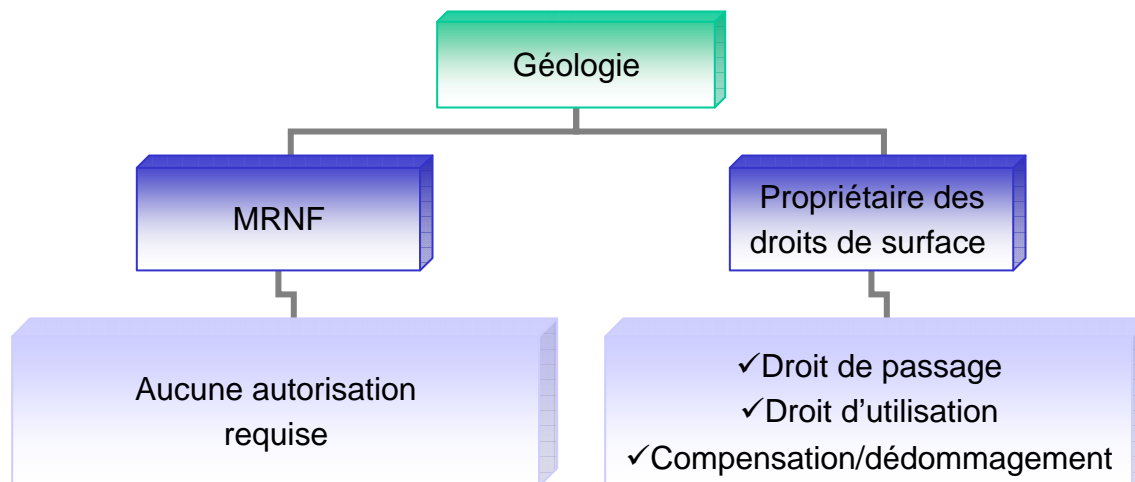 Géologie
MRNF
Propriétaire des
droits de surface
Aucune autorisation
requise
✓Droit de passage
✓Droit d’utilisation
✓Compensation/dédommagement